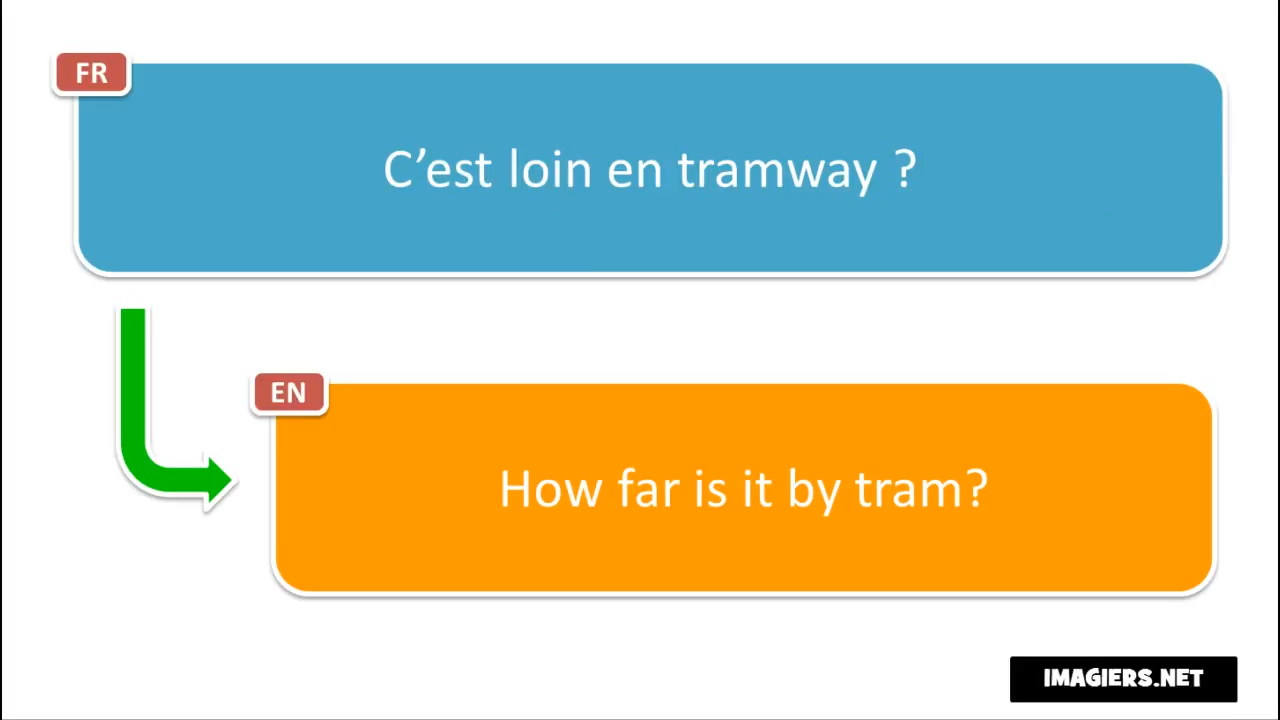 FR
C’est loin en tramway ?
EN
How far is it by tram?
IMAGIERS.NET